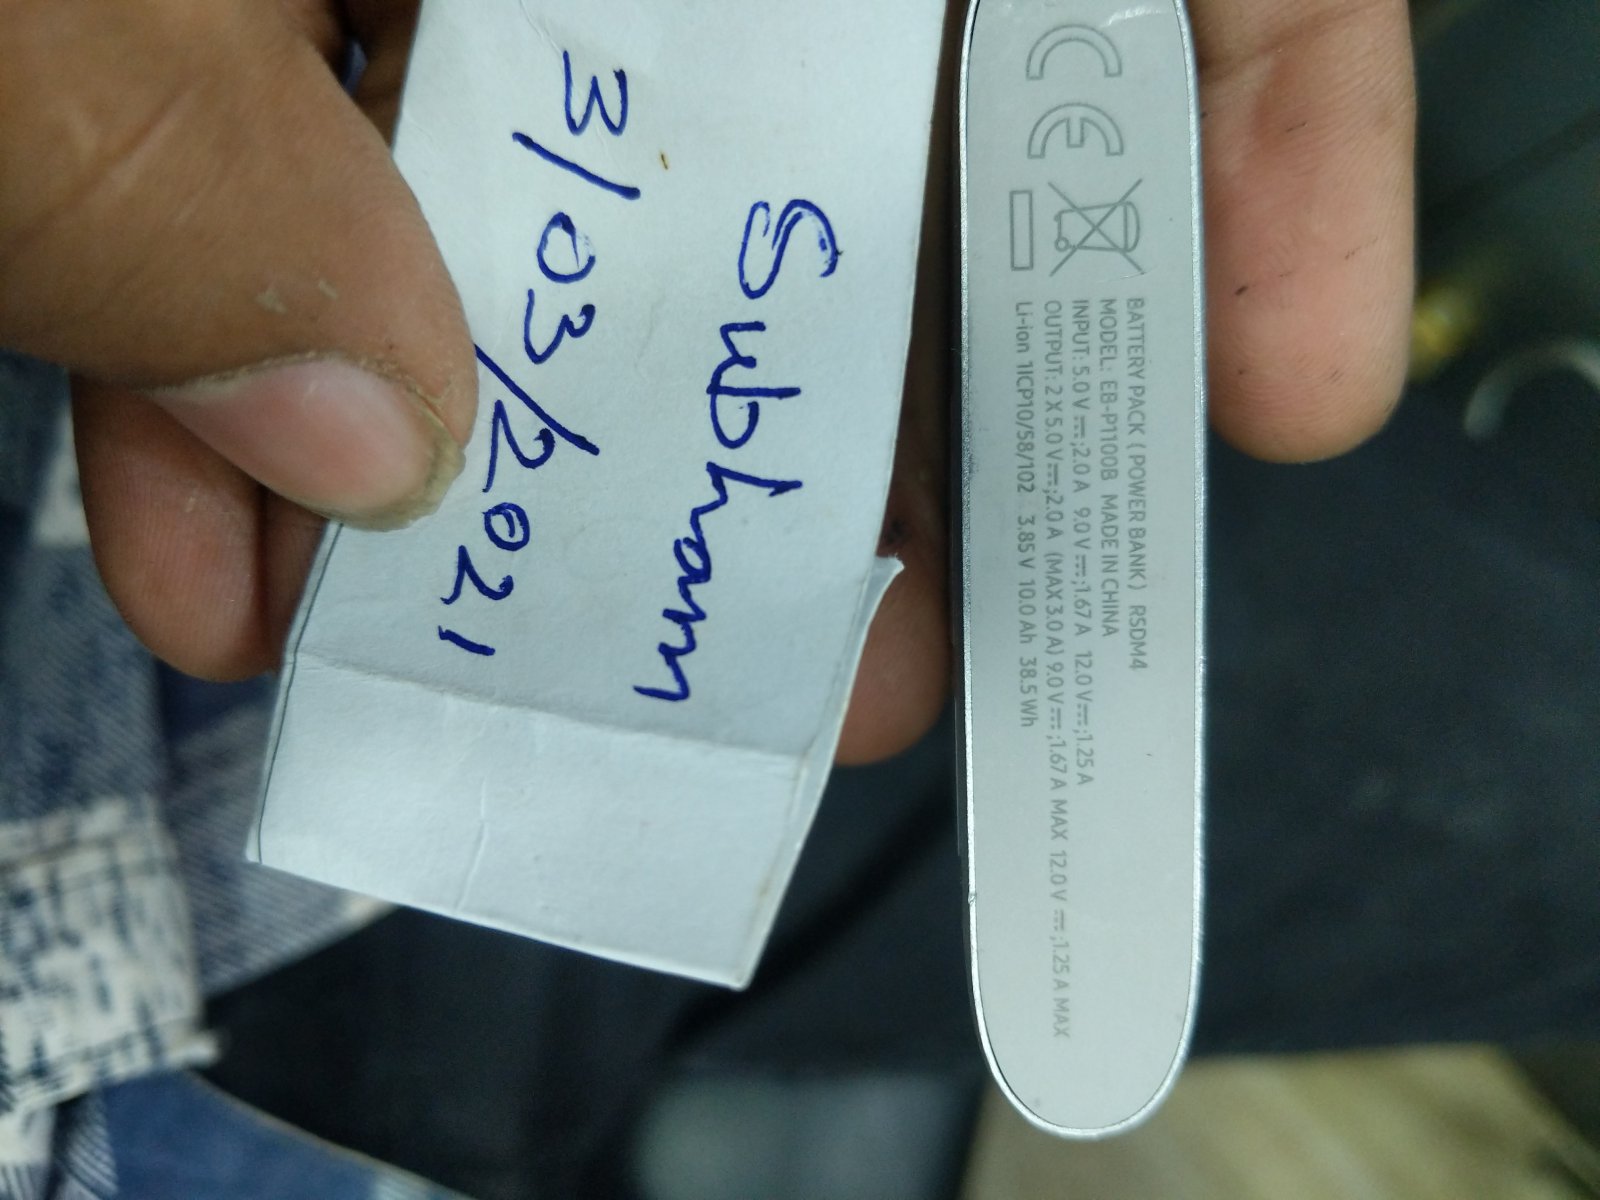 Subham
3/03/2021
CE
BATTERY PACK ( POWER BANK ) R5DM4
MODEL : EB-P1100B MADE IN CHINA
INPUT : 5.0 V⎓;2.0 A 9.0 V⎓;1.67 A 12.0 V⎓;1.25 A
OUTPUT : 2 X 5.0 V⎓;2.0 A (MAX 3.0 A) 9.0 V⎓;1.67 A MAX 12.0 V⎓;1.25 A MAX
Li-ion 1ICP10/58/102 3.85 V 10.0 Ah 38.5 Wh